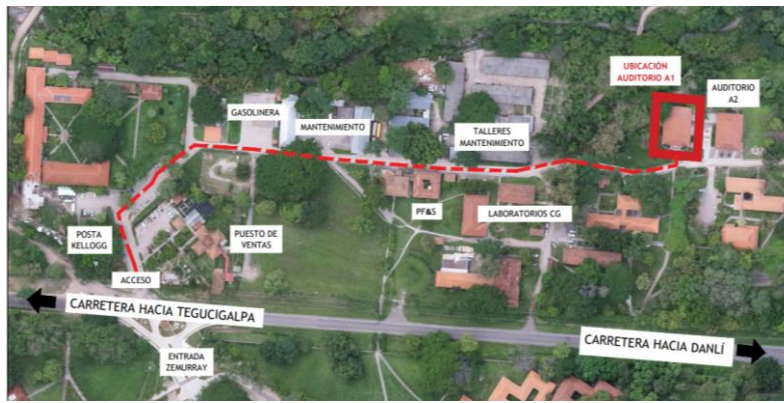 UBICACIÓN
AUDITORIO A1
AUDITORIO
A2
GASOLINERA
MANTENIMIENTO
TALLERES
MANTENIMIENTO
PF&S
LABORATORIOS CG
POSTA
KELLOGG
PUESTO DE
VENTAS
ACCESO
CARRETERA HACIA TEGUCIGALPA
CARRETERA HACIA DANLÍ
ENTRADA
ZEMURRAY